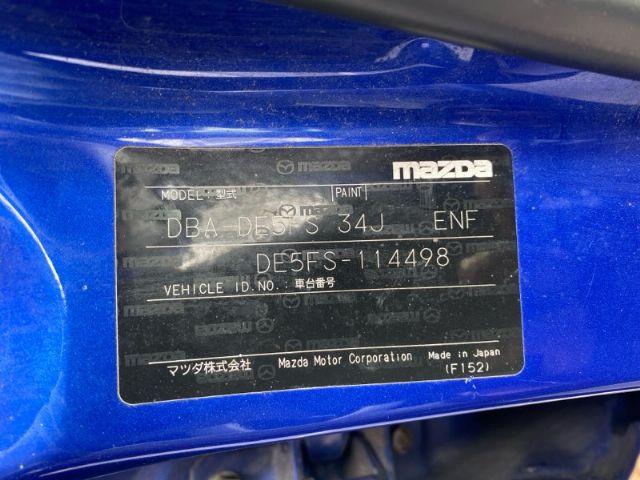 mazda
MODEL：型式 PAINT
DBA-DE5FS 34J ENF
DE5FS-114498
VEHICLE ID.NO.：車台番号
マツダ株式会社 Mazda Motor Corporation Made in Japan
(F152)